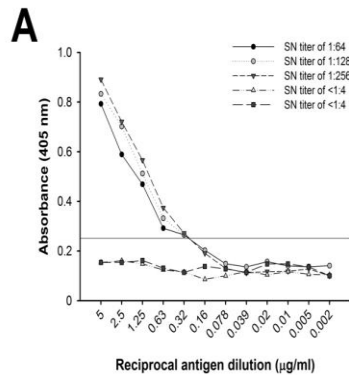 A
SN titer of 1:64
SN titer of 1:128
SN titer of 1:256
SN titer of <1:4
SN titer of <1:4
Absorbance (405 nm)
1.0
0.8
0.6
0.4
0.2
0
5
2.5
1.25
0.63
0.32
0.16
0.078
0.039
0.02
0.01
0.005
0.002
Reciprocal antigen dilution (µg/ml)